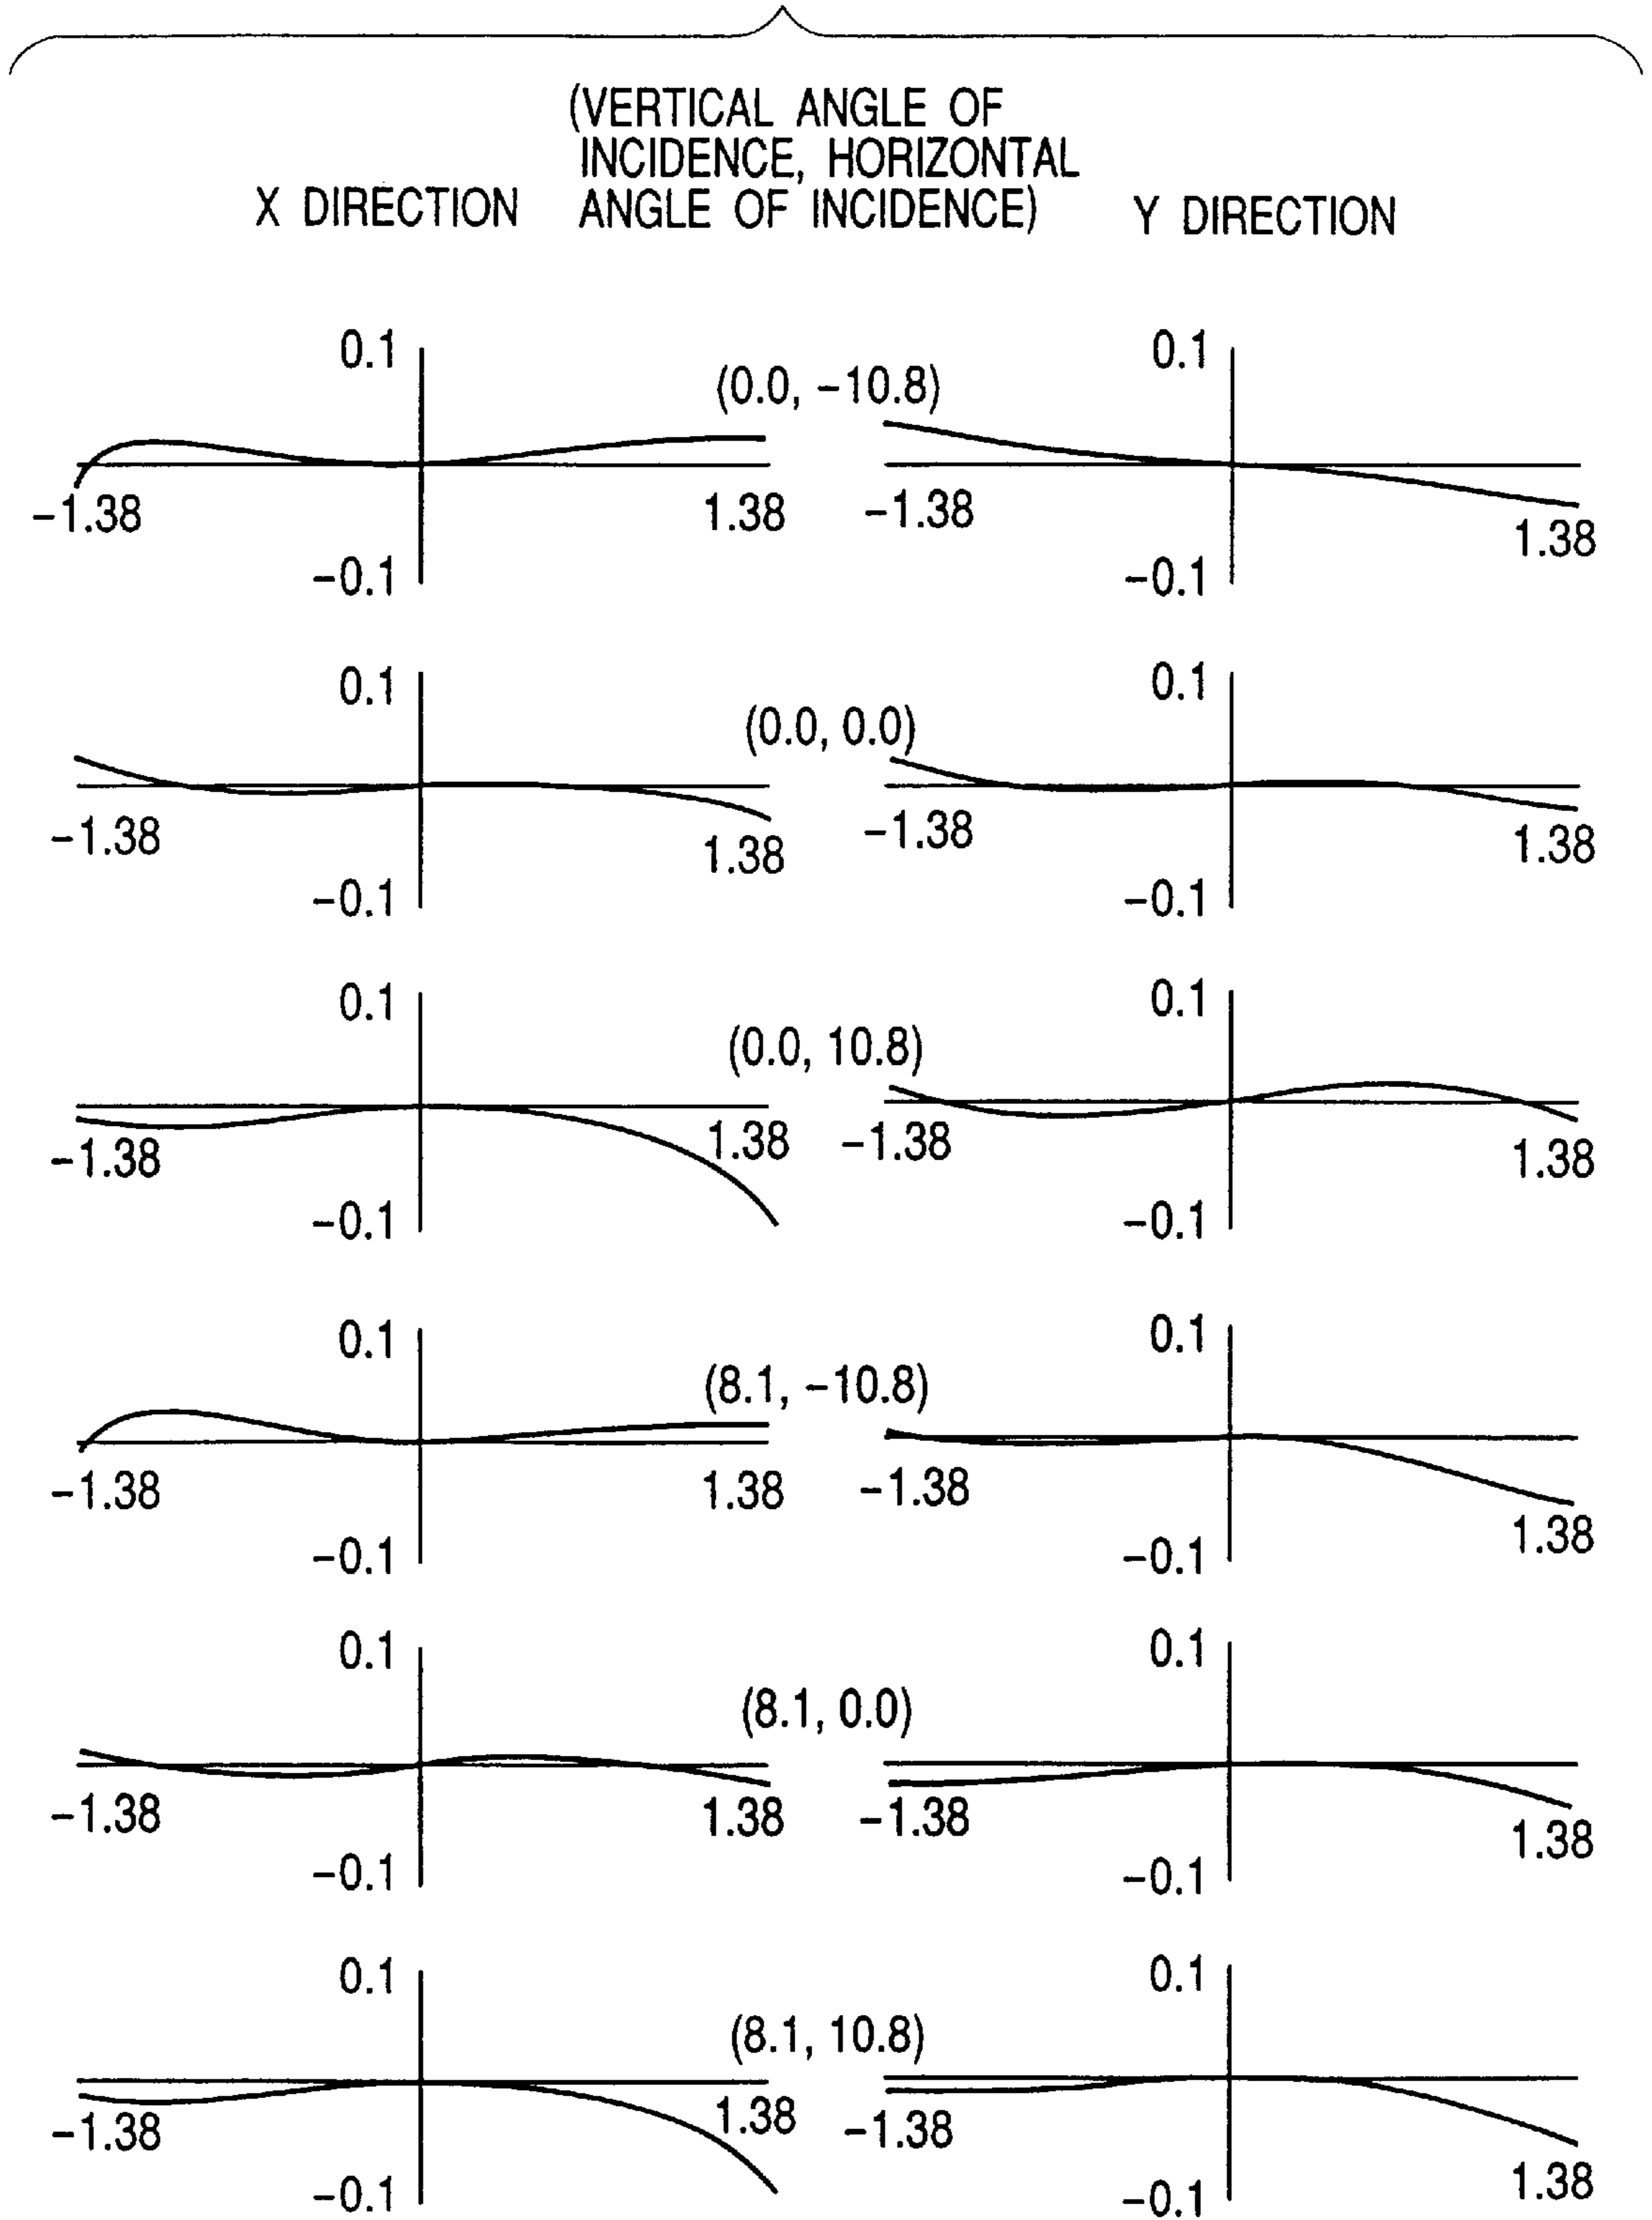 (VERTICAL ANGLE OF
INCIDENCE, HORIZONTAL
X DIRECTION ANGLE OF INCIDENCE) Y DIRECTION
0.1 0.1
(0.0, −10.8)
−1.38 1.38 −1.38 1.38
−0.1 −0.1
0.1 0.1
(0.0, 0.0)
−1.38 1.38 −1.38 1.38
−0.1 −0.1
0.1 0.1
(0.0, 10.8)
−1.38 1.38 −1.38 1.38
−0.1 −0.1
0.1 0.1
(8.1, −10.8)
−1.38 1.38 −1.38 1.38
−0.1 −0.1
0.1 0.1
(8.1, 0.0)
−1.38 1.38 −1.38 1.38
−0.1 −0.1
0.1 0.1
(8.1, 10.8)
−1.38 1.38 −1.38 1.38
−0.1 −0.1